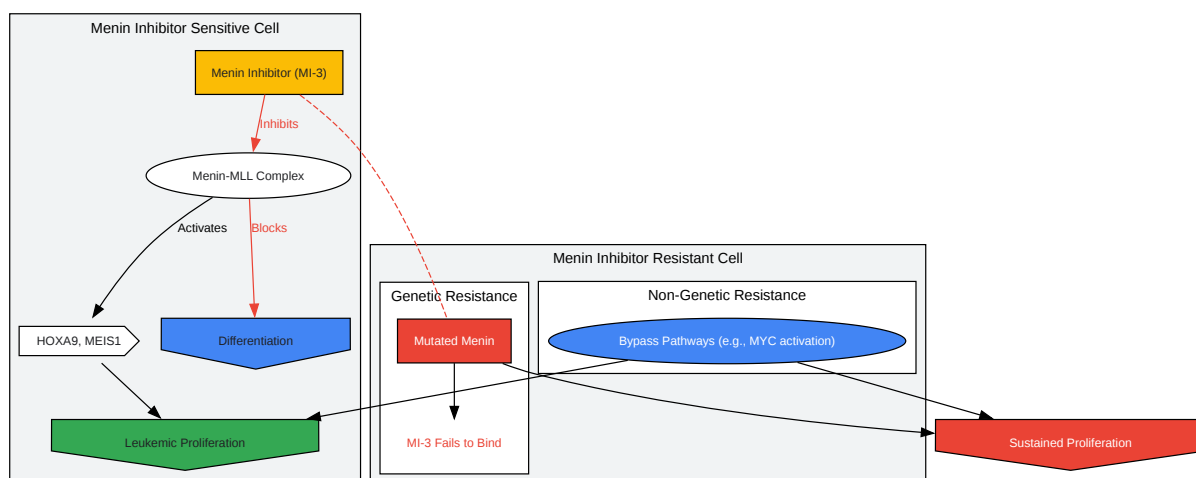 Menin Inhibitor Sensitive Cell
Menin Inhibitor (MI-3)
Inhibits
Menin-MLL Complex
Activates
Blocks
HOXA9, MEIS1
Differentiation
Leukemic Proliferation
Menin Inhibitor Resistant Cell
Genetic Resistance
Mutated Menin
MI-3 Fails to Bind
Non-Genetic Resistance
Bypass Pathways (e.g., MYC activation)
Sustained Proliferation